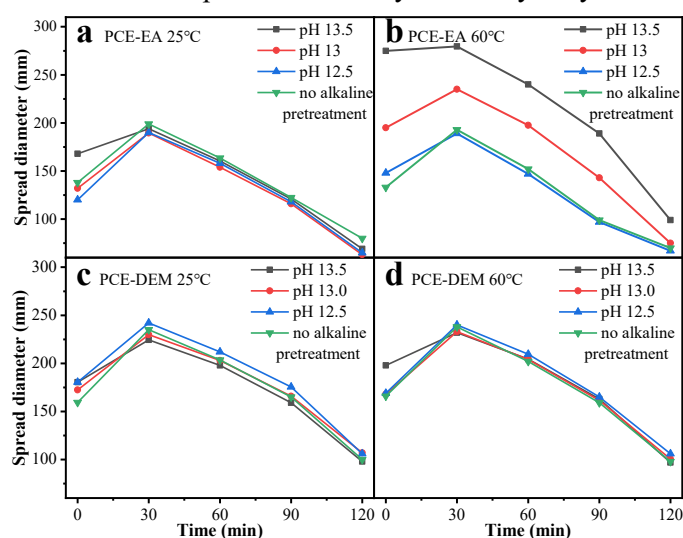 a PCE-EA 25℃
pH 13.5
pH 13
pH 12.5
no alkaline
pretreatment
b PCE-EA 60℃
pH 13.5
pH 13
pH 12.5
no alkaline
pretreatment
Spread diameter (mm)
300
250
200
150
100
c PCE-DEM 25℃
pH 13.5
pH 13.0
pH 12.5
no alkaline
pretreatment
d PCE-DEM 60℃
pH 13.5
pH 13.0
pH 12.5
no alkaline
pretreatment
Spread diameter (mm)
300
250
200
150
100
0 30 60 90 120
0 30 60 90 120
Time (min)
Time (min)